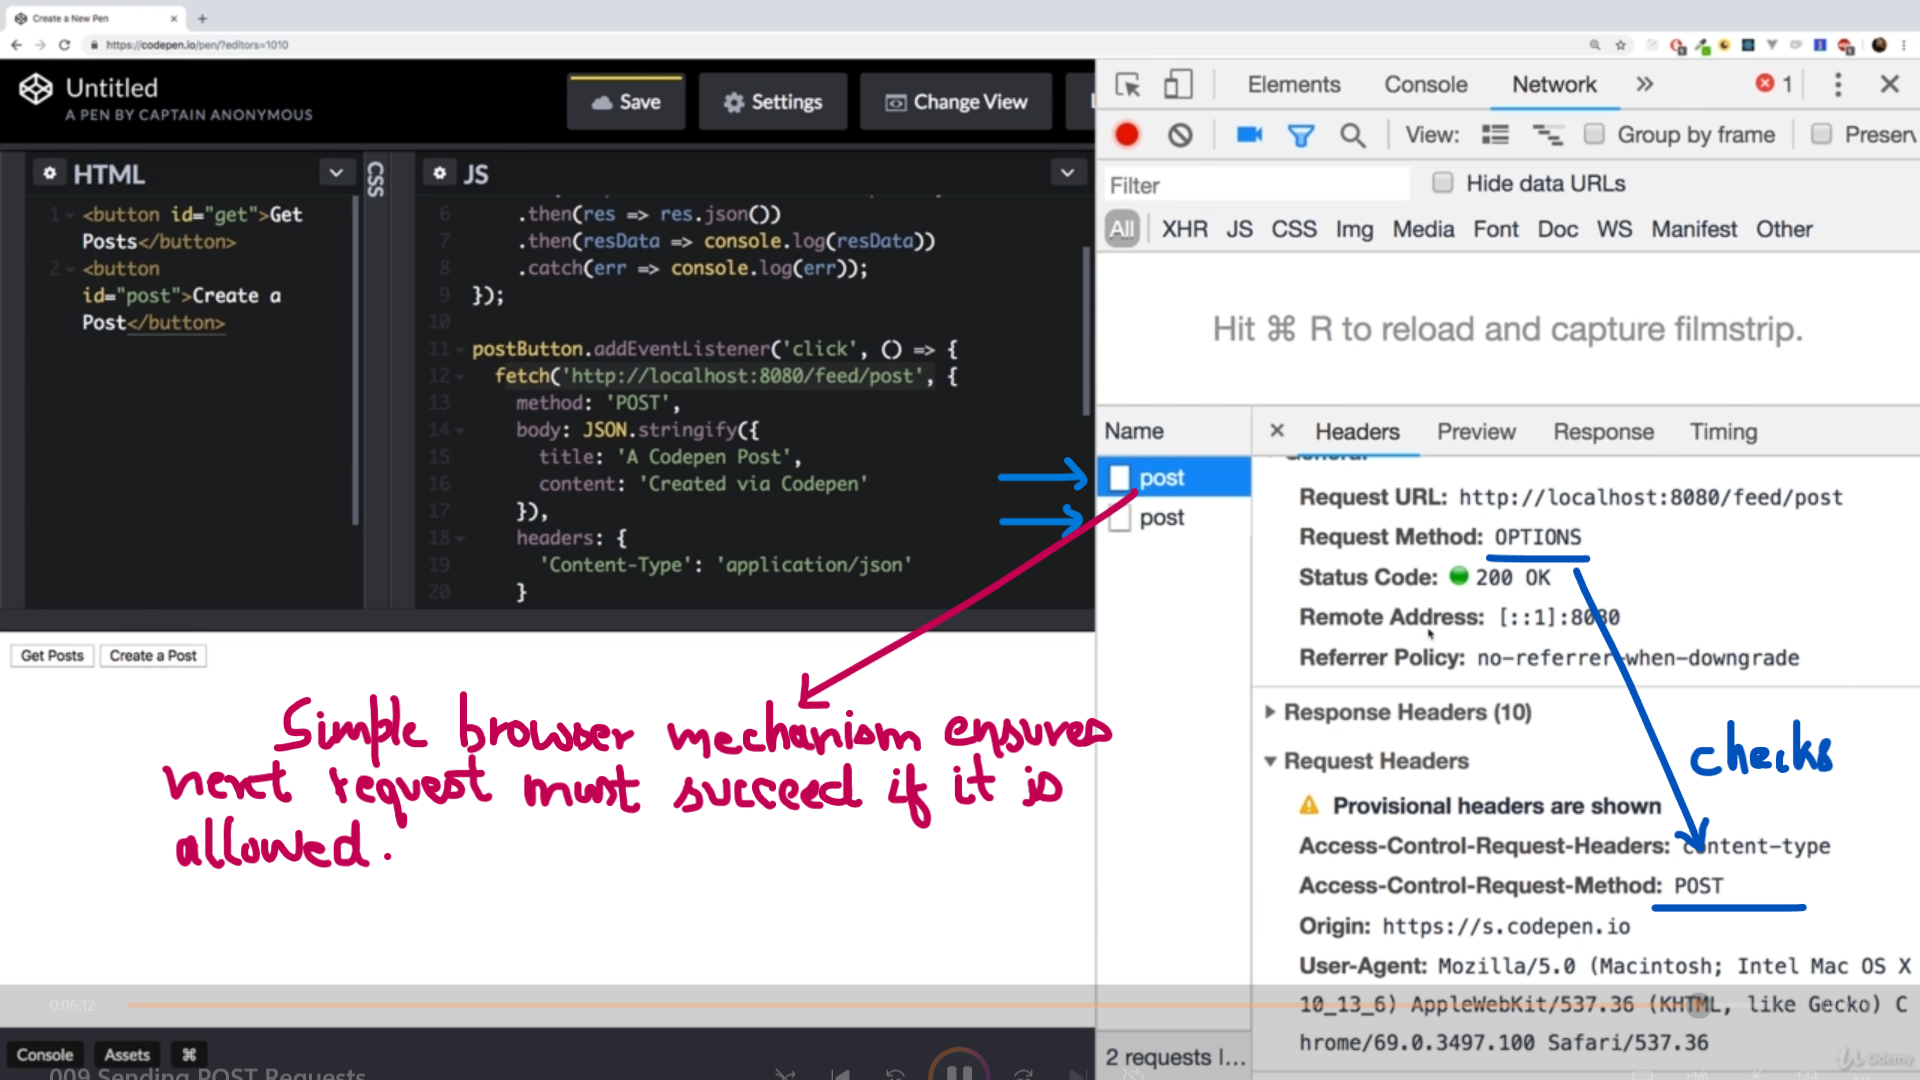 Create a New Pen
https://codepen.io/pen/?editors=1010
Untitled
A PEN BY CAPTAIN ANONYMOUS
Save
Settings
Change View
HTML
CSS
JS
1 <button id="get">Get
Posts</button>
2 <button
id="post">Create a
Post</button>
6 .then(res => res.json())
7 .then(resData => console.log(resData))
8 .catch(err => console.log(err));
9 });
10
11 postButton.addEventListener('click', () => {
12 fetch('http://localhost:8080/feed/post', {
13 method: 'POST',
14 body: JSON.stringify({
15 title: 'A Codepen Post',
16 content: 'Created via Codepen'
17 }),
18 headers: {
19 'Content-Type': 'application/json'
20 }
Get Posts
Create a Post
Simple browser mechanism ensures
next request must succeed if it is
allowed.
0:06:12
Console
Assets
⌘
009 Sending POST Requests
Elements
Console
Network
»
1
View:
Group by frame
Preserv
Filter
Hide data URLs
All XHR JS CSS Img Media Font Doc WS Manifest Other
Hit ⌘ R to reload and capture filmstrip.
Name
post
post
2 requests l...
Headers
Preview
Response
Timing
General
Request URL: http://localhost:8080/feed/post
Request Method: OPTIONS
Status Code: 200 OK
Remote Address: [::1]:8080
Referrer Policy: no-referrer-when-downgrade
Response Headers (10)
checks
Request Headers
Provisional headers are shown
Access-Control-Request-Headers: content-type
Access-Control-Request-Method: POST
Origin: https://s.codepen.io
User-Agent: Mozilla/5.0 (Macintosh; Intel Mac OS X
10_13_6) AppleWebKit/537.36 (KHTML, like Gecko) C
hrome/69.0.3497.100 Safari/537.36
Udemy